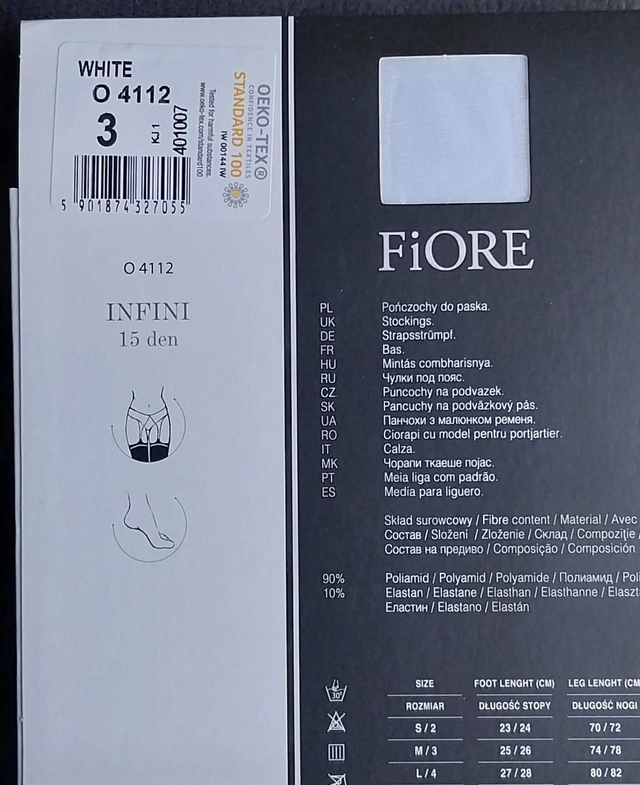 WHITE
O 4112
3
KJ 1
401007
5 901874 327055
Tested for harmful substances.
www.oeko-tex.com/standard100
IW 00144 IW
STANDARD 100
CONFIDENCE IN TEXTILES
OEKO-TEX®
O 4112
INFINI
15 den
FiORE
PL Pończochy do paska.
UK Stockings.
DE Strapsstrümpf.
FR Bas.
HU Mintás combharisnya.
RU Чулки под пояс.
CZ Puncochy na podvazek.
SK Pancuchy na podväzkový pás.
UA Панчохи з малюнком ременя.
RO Ciorapi cu model pentru portjartier.
IT Calza.
MK Чорапи ткаеше појас.
PT Meia liga com padrão.
ES Media para liguero.
Skład surowcowy / Fibre content / Material / Avec
Состав / Složení / Zloženie / Склад / Compoziţie /
Состав на предиво / Composição / Composición
90% Poliamid / Polyamid / Polyamide / Полиамид / Poli
10% Elastan / Elastane / Elasthan / Elasthanne / Elaszt
Еластин / Elastano / Elastán
30°
SIZE FOOT LENGHT (CM) LEG LENGHT (CM
ROZMIAR DŁUGOŚĆ STOPY DŁUGOŚĆ NOGI
S / 2 23 / 24 70 / 72
M / 3 25 / 26 74 / 78
L / 4 27 / 28 80 / 82